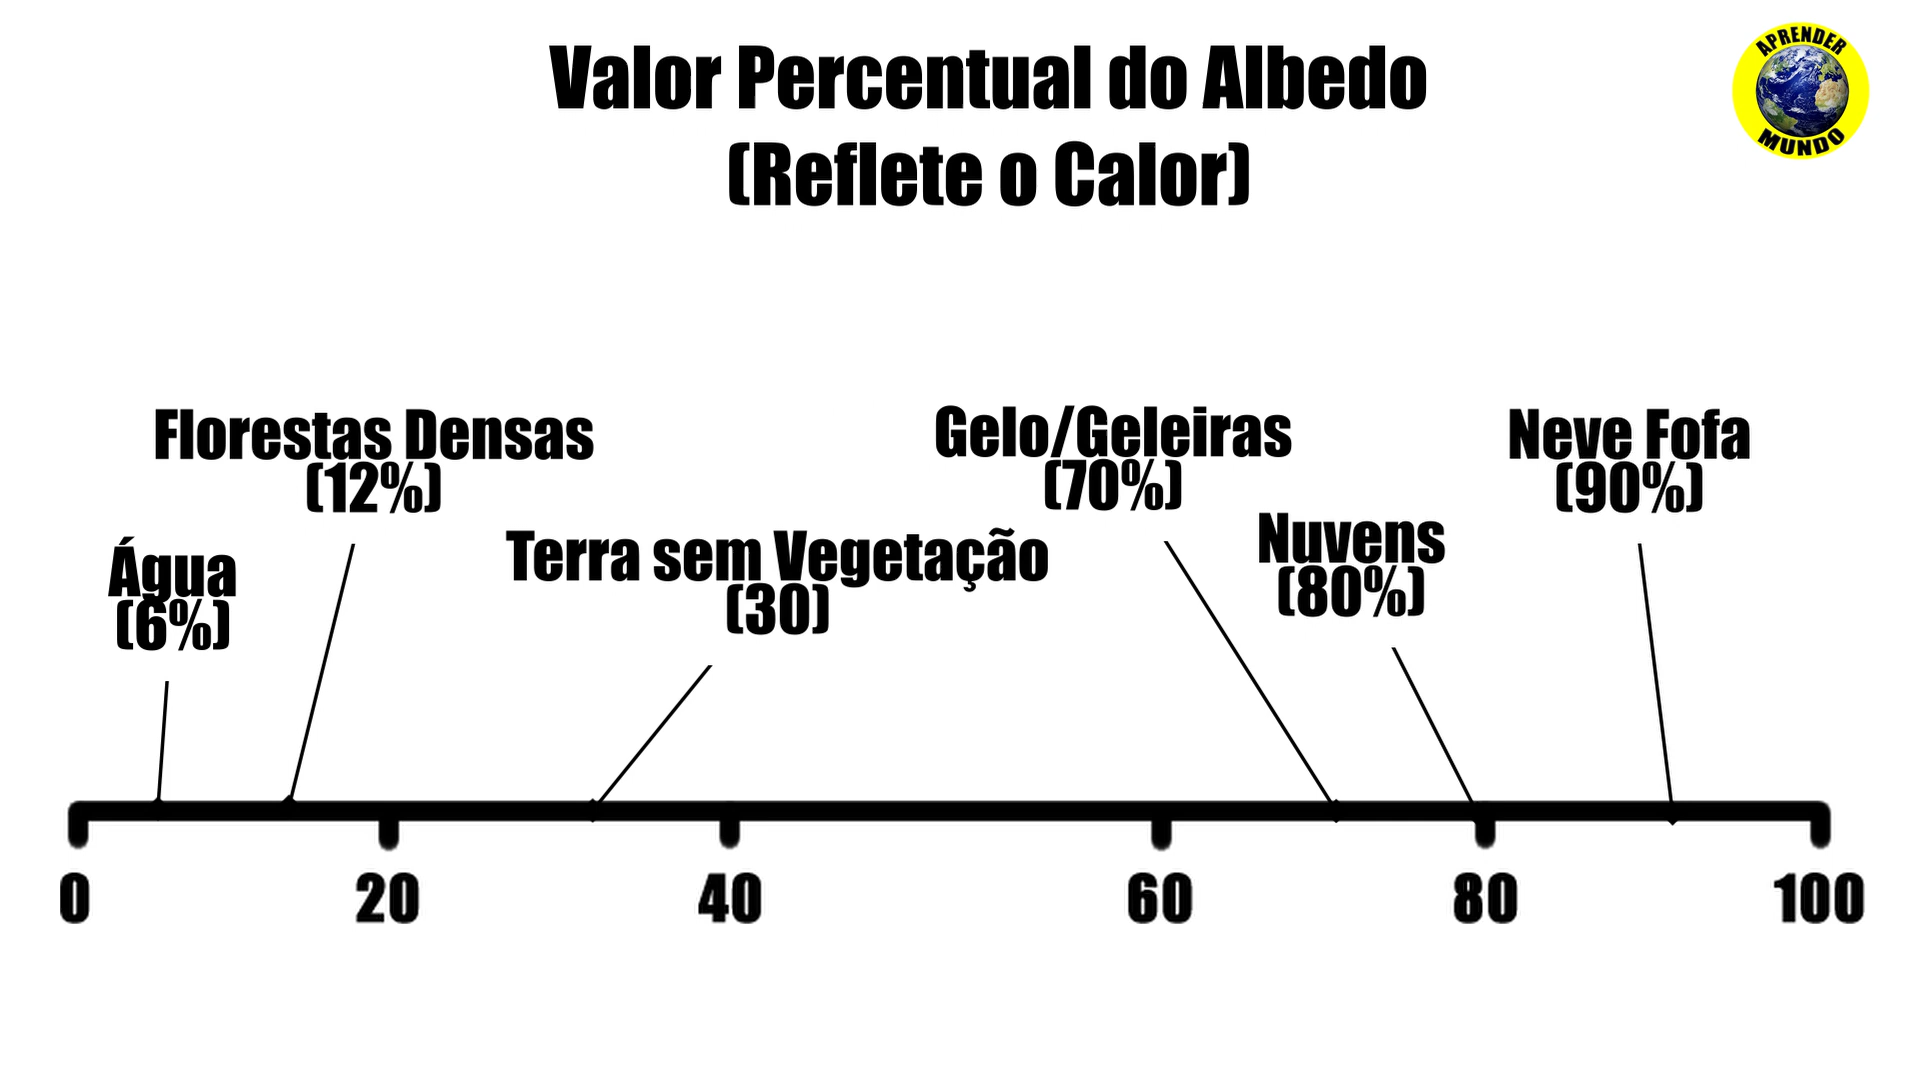 Valor Percentual do Albedo
(Reflete o Calor)
APRENDER
MUNDO
Florestas Densas
(12%)
Gelo/Geleiras
(70%)
Neve Fofa
(90%)
Água
(6%)
Terra sem Vegetação
(30)
Nuvens
(80%)
0 20 40 60 80 100